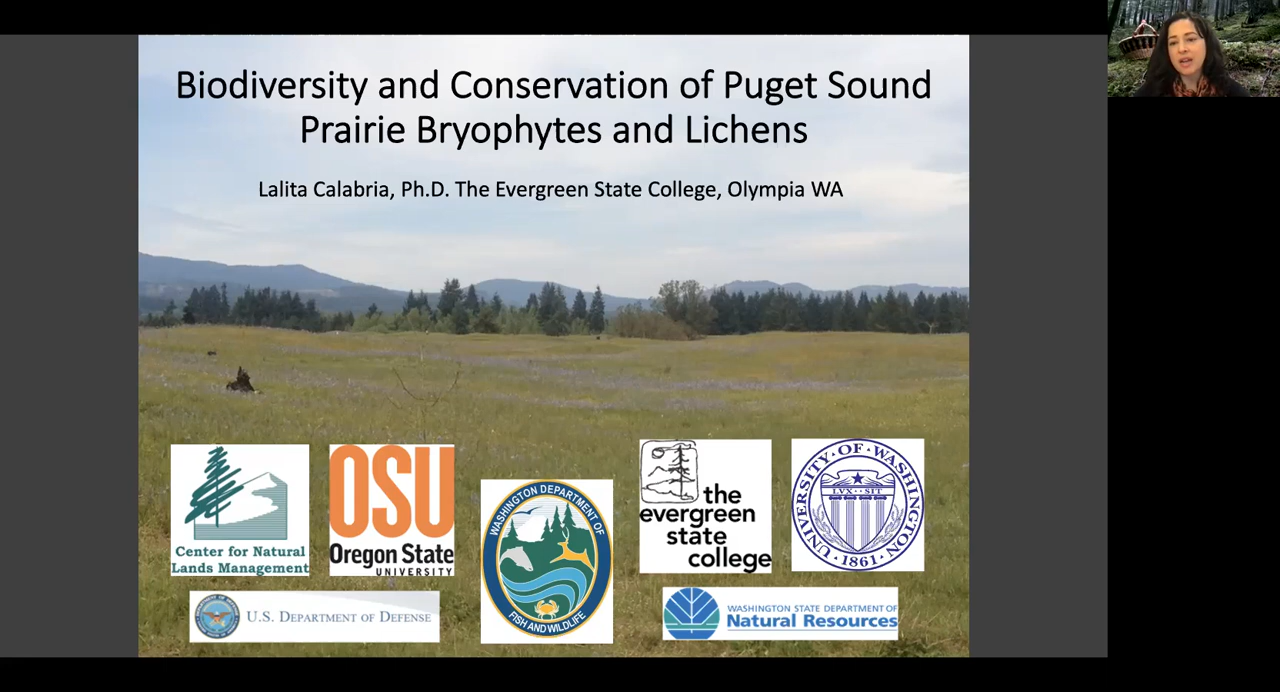 Biodiversity and Conservation of Puget Sound
Prairie Bryophytes and Lichens
Lalita Calabria, Ph.D. The Evergreen State College, Olympia WA
Center for Natural
Lands Management
OSU
Oregon State
UNIVERSITY
WASHINGTON DEPARTMENT OF
FISH AND WILDLIFE
the
evergreen
state
college
UNIVERSITY · OF · WASHINGTON
· 1861 ·
U.S. DEPARTMENT OF DEFENSE
WASHINGTON STATE DEPARTMENT OF
Natural Resources